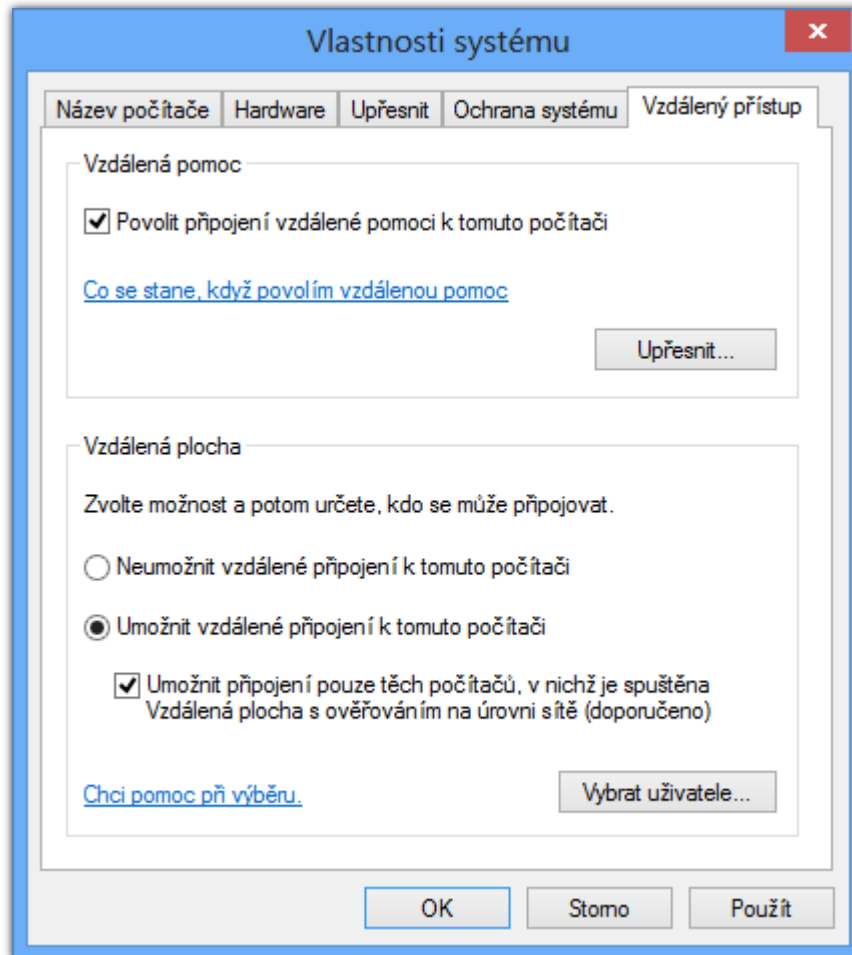 Vlastnosti systému
x
Název počítače
Hardware
Upřesnit
Ochrana systému
Vzdálený přístup
Vzdálená pomoc
Povolit připojení vzdálené pomoci k tomuto počítači
Co se stane, když povolím vzdálenou pomoc
Upřesnit...
Vzdálená plocha
Zvolte možnost a potom určete, kdo se může připojovat.
Neumožnit vzdálené připojení k tomuto počítači
Umožnit vzdálené připojení k tomuto počítači
Umožnit připojení pouze těch počítačů, v nichž je spuštěna
Vzdálená plocha s ověřováním na úrovni sítě (doporučeno)
Chci pomoc při výběru.
Vybrat uživatele...
OK
Storno
Použít